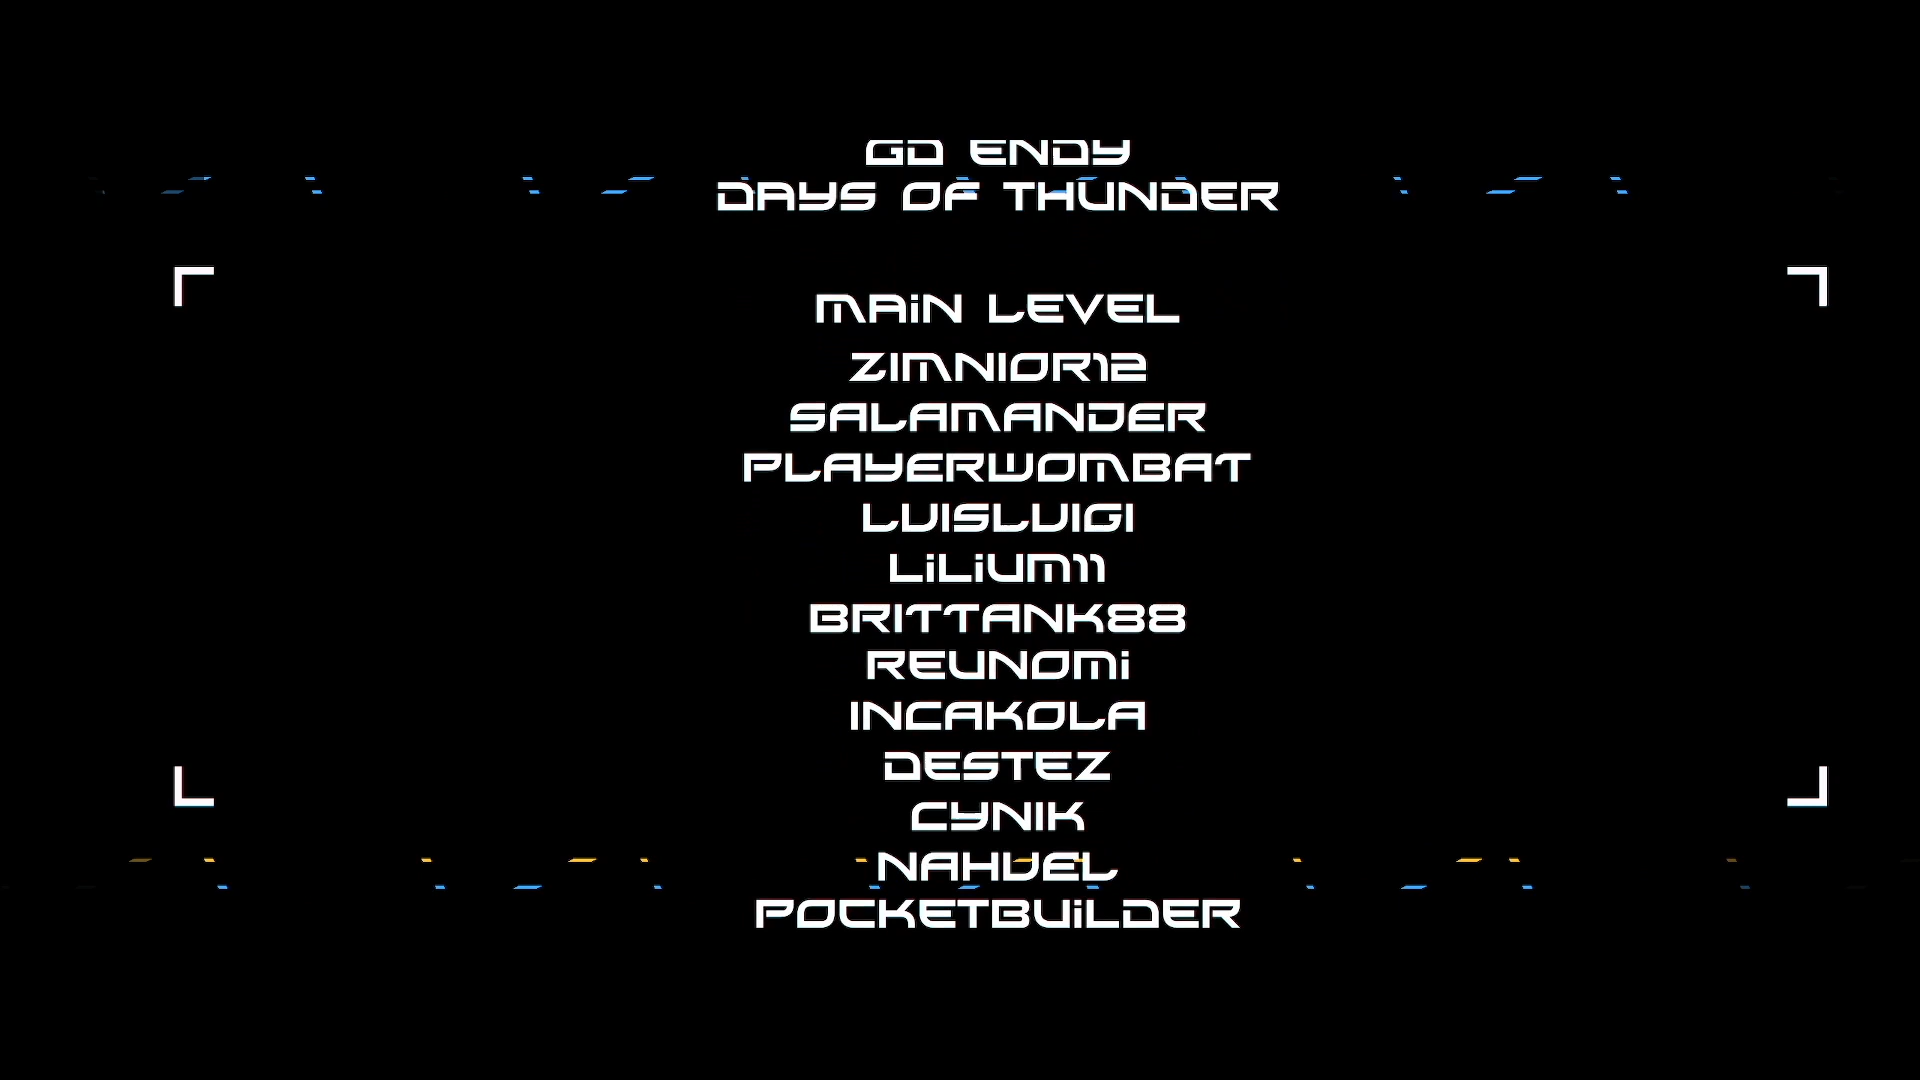 GD ENDY
DAYS OF THUNDER
MAiN LEVEL
ZIMNIOR12
SALAMANDER
PLAYERWOMBAT
LUISLUIGI
LiLiUM11
BRITTANK88
REUNOMi
INCAKOLA
DESTEZ
CYNIK
NAHUEL
POCKETBUiLDER